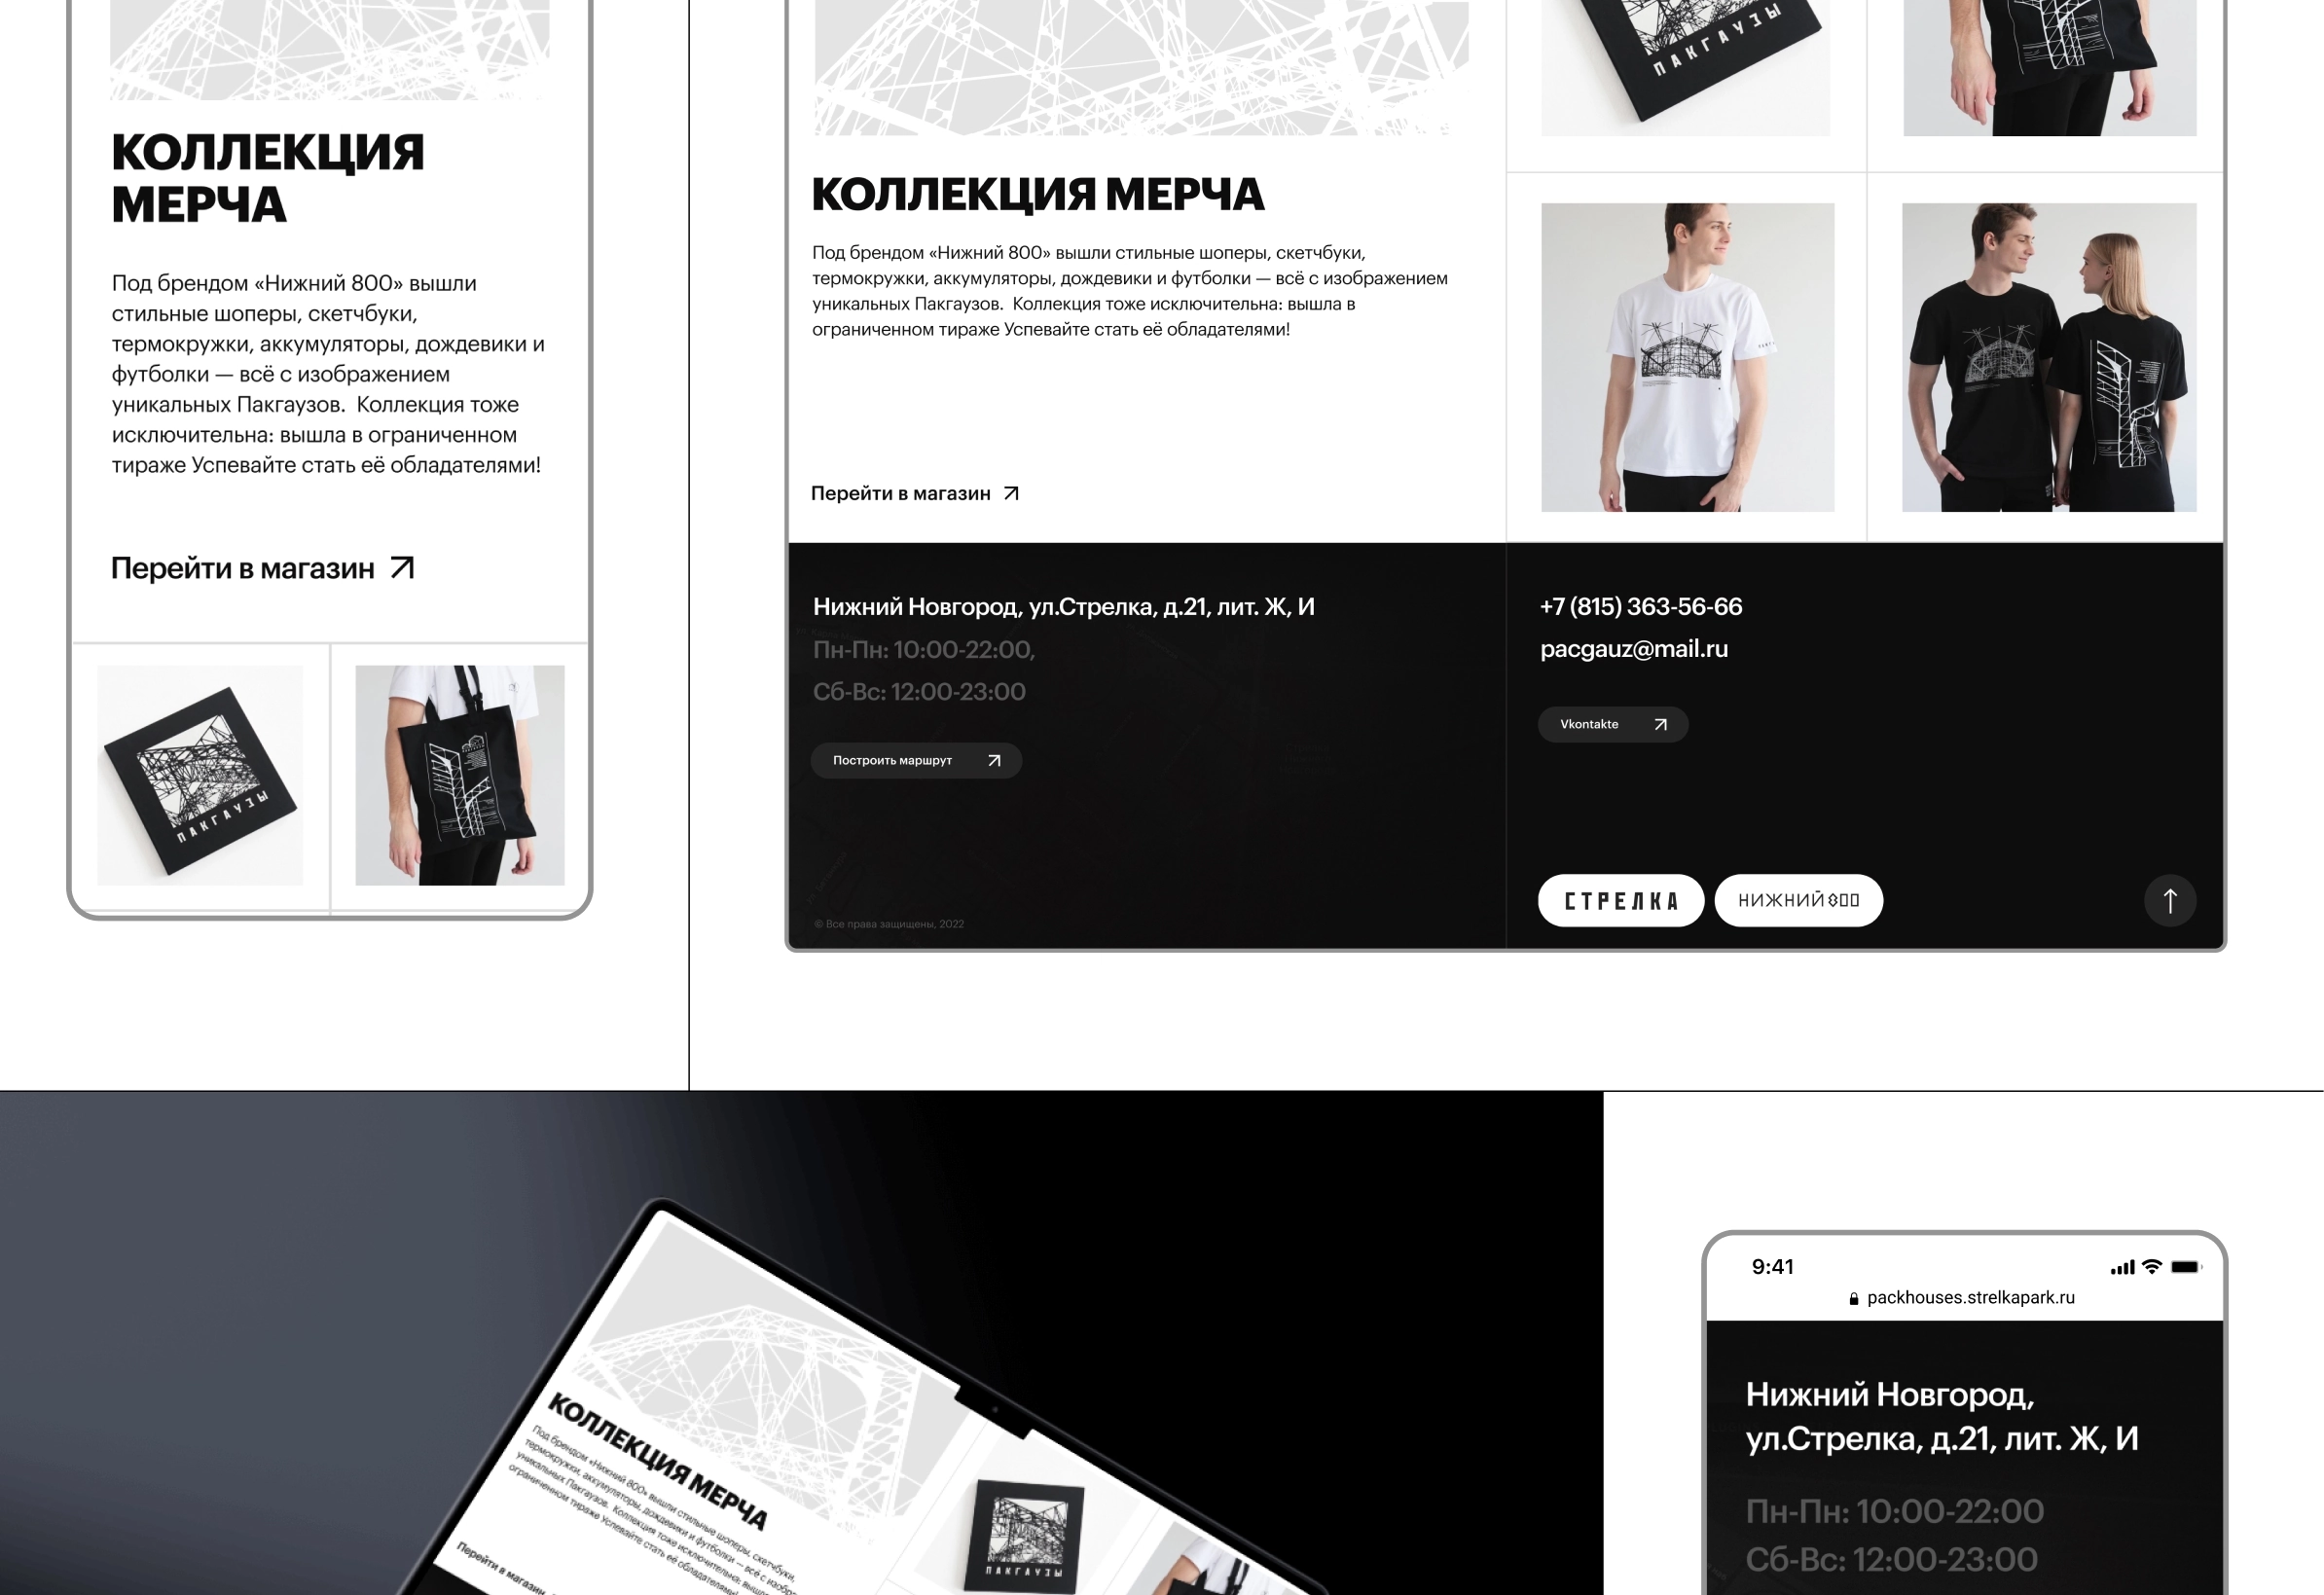 КОЛЛЕКЦИЯ
МЕРЧА
Под брендом «Нижний 800» вышли
стильные шоперы, скетчбуки,
термокружки, аккумуляторы, дождевики и
футболки — всё с изображением
уникальных Пакгаузов.  Коллекция тоже
исключительна: вышла в ограниченном
тираже Успевайте стать её обладателями!
Перейти в магазин
ПАКГАУЗЫ
ПАКГАУЗЫ
КОЛЛЕКЦИЯ МЕРЧА
Под брендом «Нижний 800» вышли стильные шоперы, скетчбуки,
термокружки, аккумуляторы, дождевики и футболки — всё с изображением
уникальных Пакгаузов.  Коллекция тоже исключительна: вышла в
ограниченном тираже Успевайте стать её обладателями!
Перейти в магазин
Нижний Новгород, ул.Стрелка, д.21, лит. Ж, И
Пн-Пн: 10:00-22:00,
Сб-Вс: 12:00-23:00
Построить маршрут
© Все права защищены, 2022
+7 (815) 363-56-66
pacgauz@mail.ru
Vkontakte
СТРЕЛКА
НИЖНИЙ 800
КОЛЛЕКЦИЯ МЕРЧА
Под брендом «Нижний 800» вышли стильные шоперы, скетчбуки,
термокружки, аккумуляторы, дождевики и футболки — всё с изобра
уникальных Пакгаузов.  Коллекция тоже исключительна: вышла
ограниченном тираже Успевайте стать её обладателями!
Перейти в магазин
ПАКГАУЗЫ
9:41
packhouses.strelkapark.ru
Нижний Новгород,
ул.Стрелка, д.21, лит. Ж, И
Пн-Пн: 10:00-22:00
Сб-Вс: 12:00-23:00